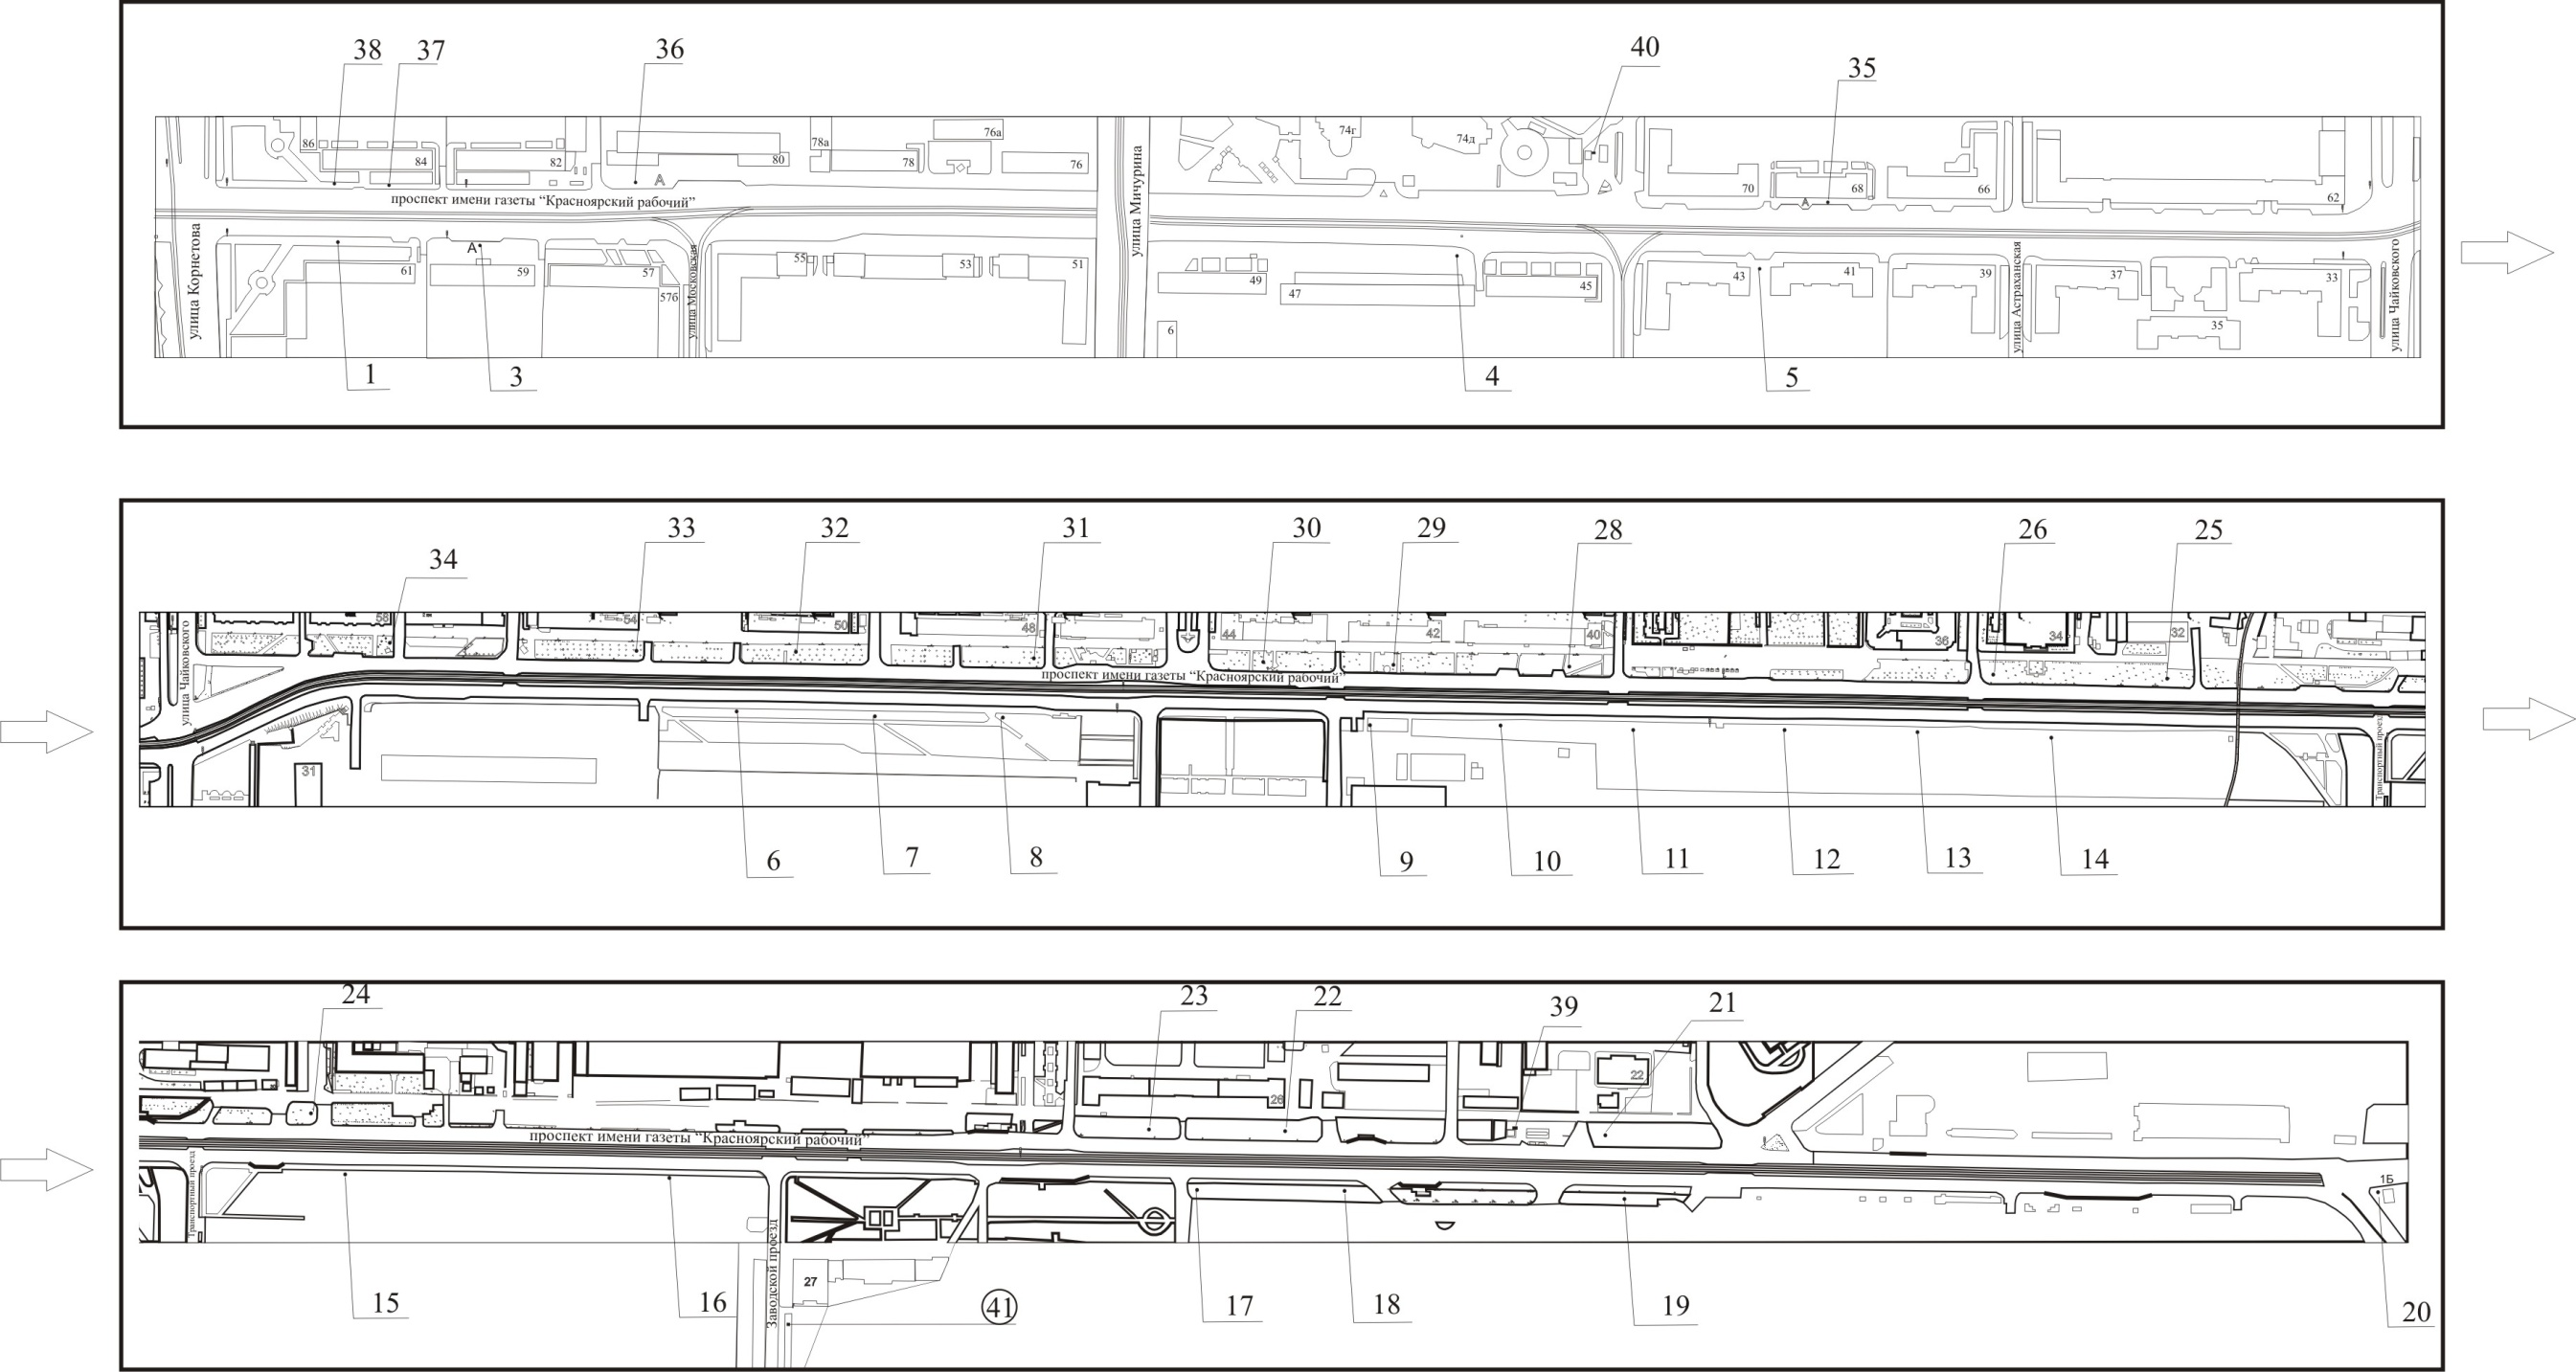 38 37 36 40 35
86 84 82 80 78а 78 76а 76 74г 74д 70 68 66 62
А А
проспект имени газеты “Красноярский рабочий”
улица Корнетова
улица Московская
улица Мичурина
улица Астраханская
улица Чайковского
А
61 59 57 57б 55 53 51 49 47 45 43 41 39 37 35 33
6
1 3 4 5
34 33 32 31 30 29 28 26 25
58 54 50 48 44 42 40 36 34 32
улица Чайковского
проспект имени газеты “Красноярский рабочий”
Транспортный проезд
31
6 7 8 9 10 11 12 13 14
24 23 22 39 21
26 22
проспект имени газеты “Красноярский рабочий”
Транспортный проезд
Заводской проезд
1Б
27
15 16 41 17 18 19 20